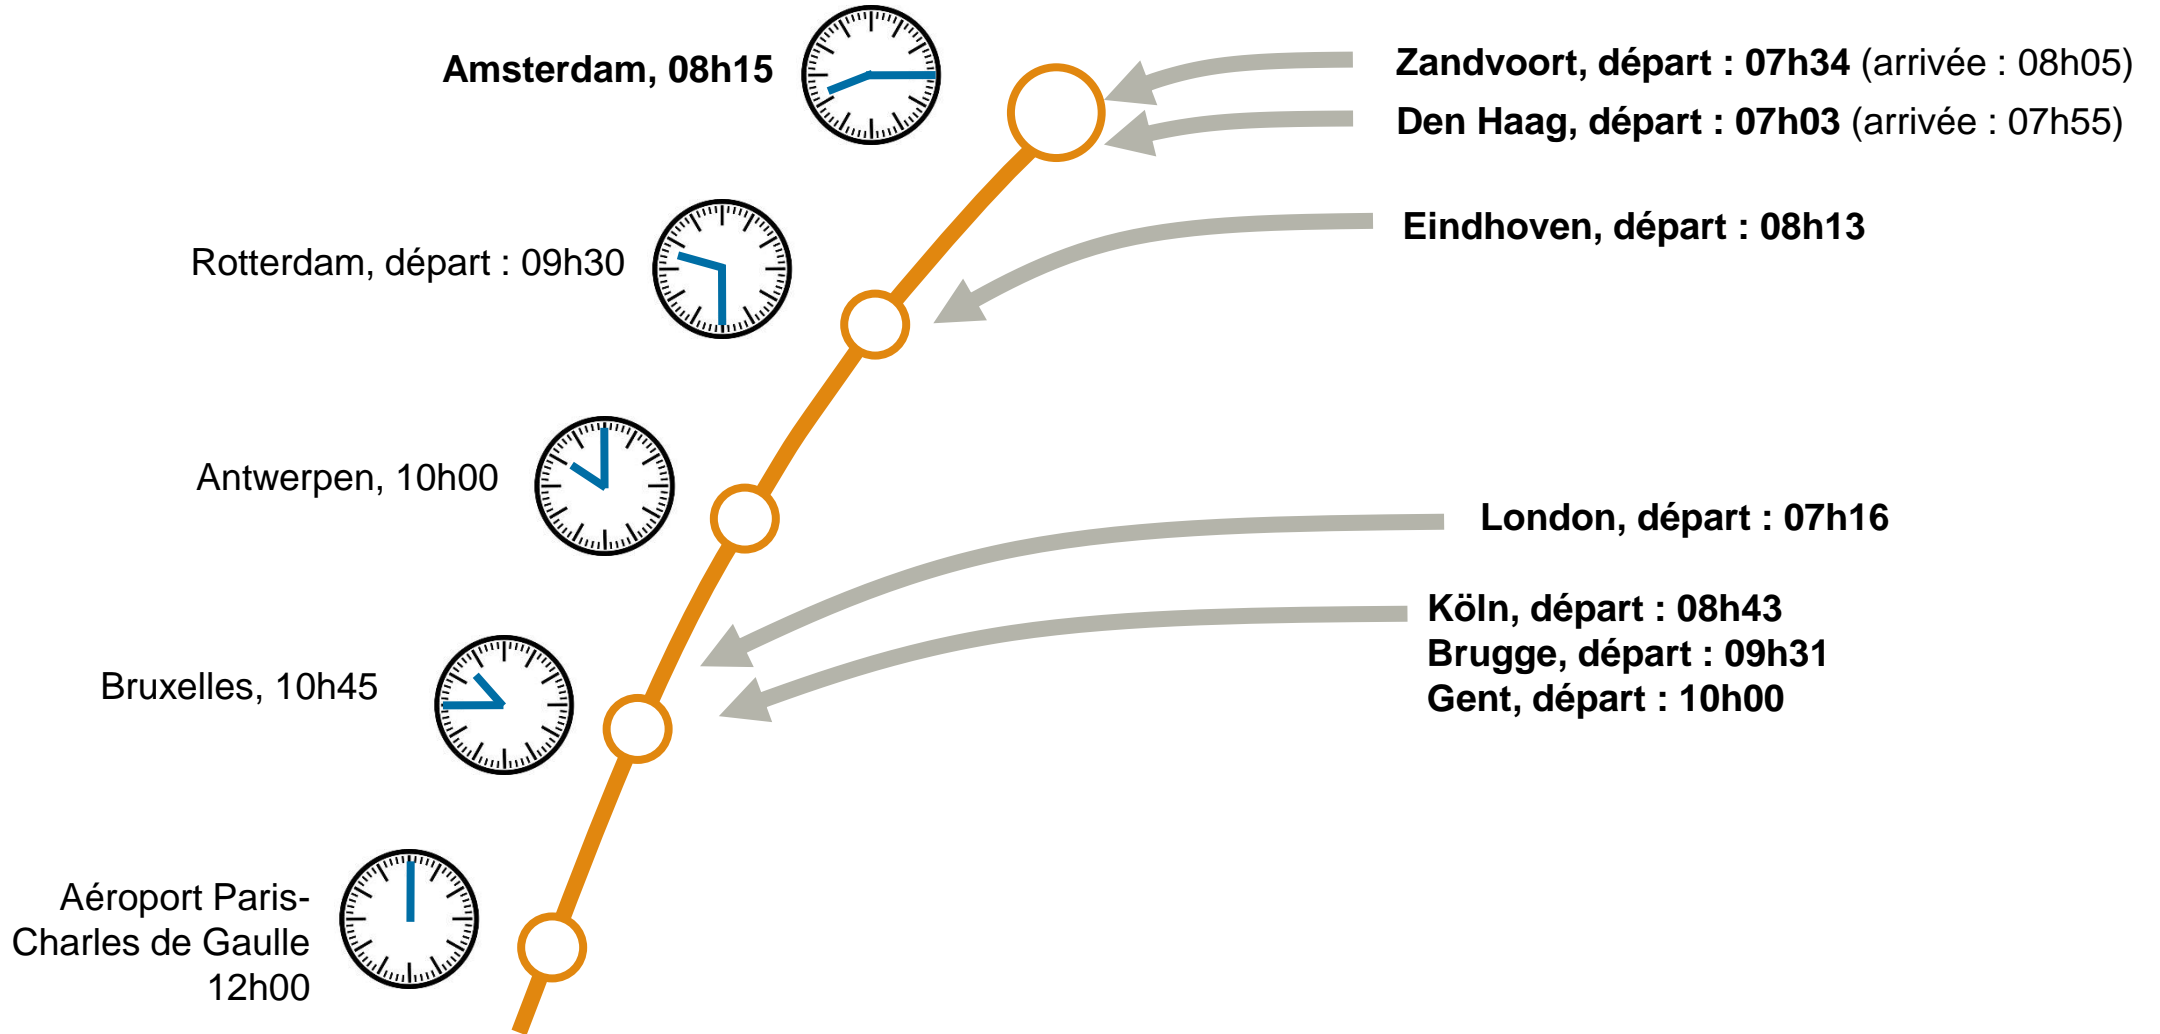 Amsterdam, 08h15
Zandvoort, départ : 07h34 (arrivée : 08h05)
Den Haag, départ : 07h03 (arrivée : 07h55)
Eindhoven, départ : 08h13
Rotterdam, départ : 09h30
Antwerpen, 10h00
London, départ : 07h16
Köln, départ : 08h43
Brugge, départ : 09h31
Gent, départ : 10h00
Bruxelles, 10h45
Aéroport Paris-
Charles de Gaulle
12h00